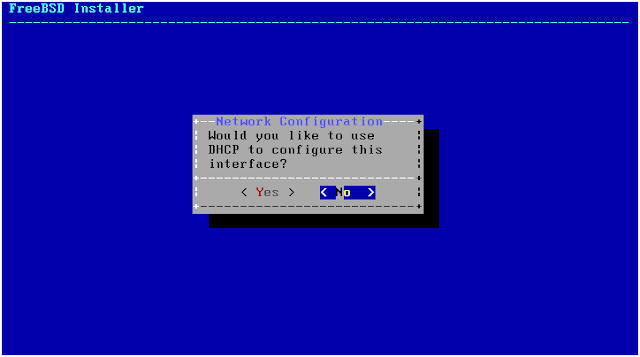 FreeBSD Installer
Network Configuration
Would you like to use
DHCP to configure this
interface?
< Yes > < No >